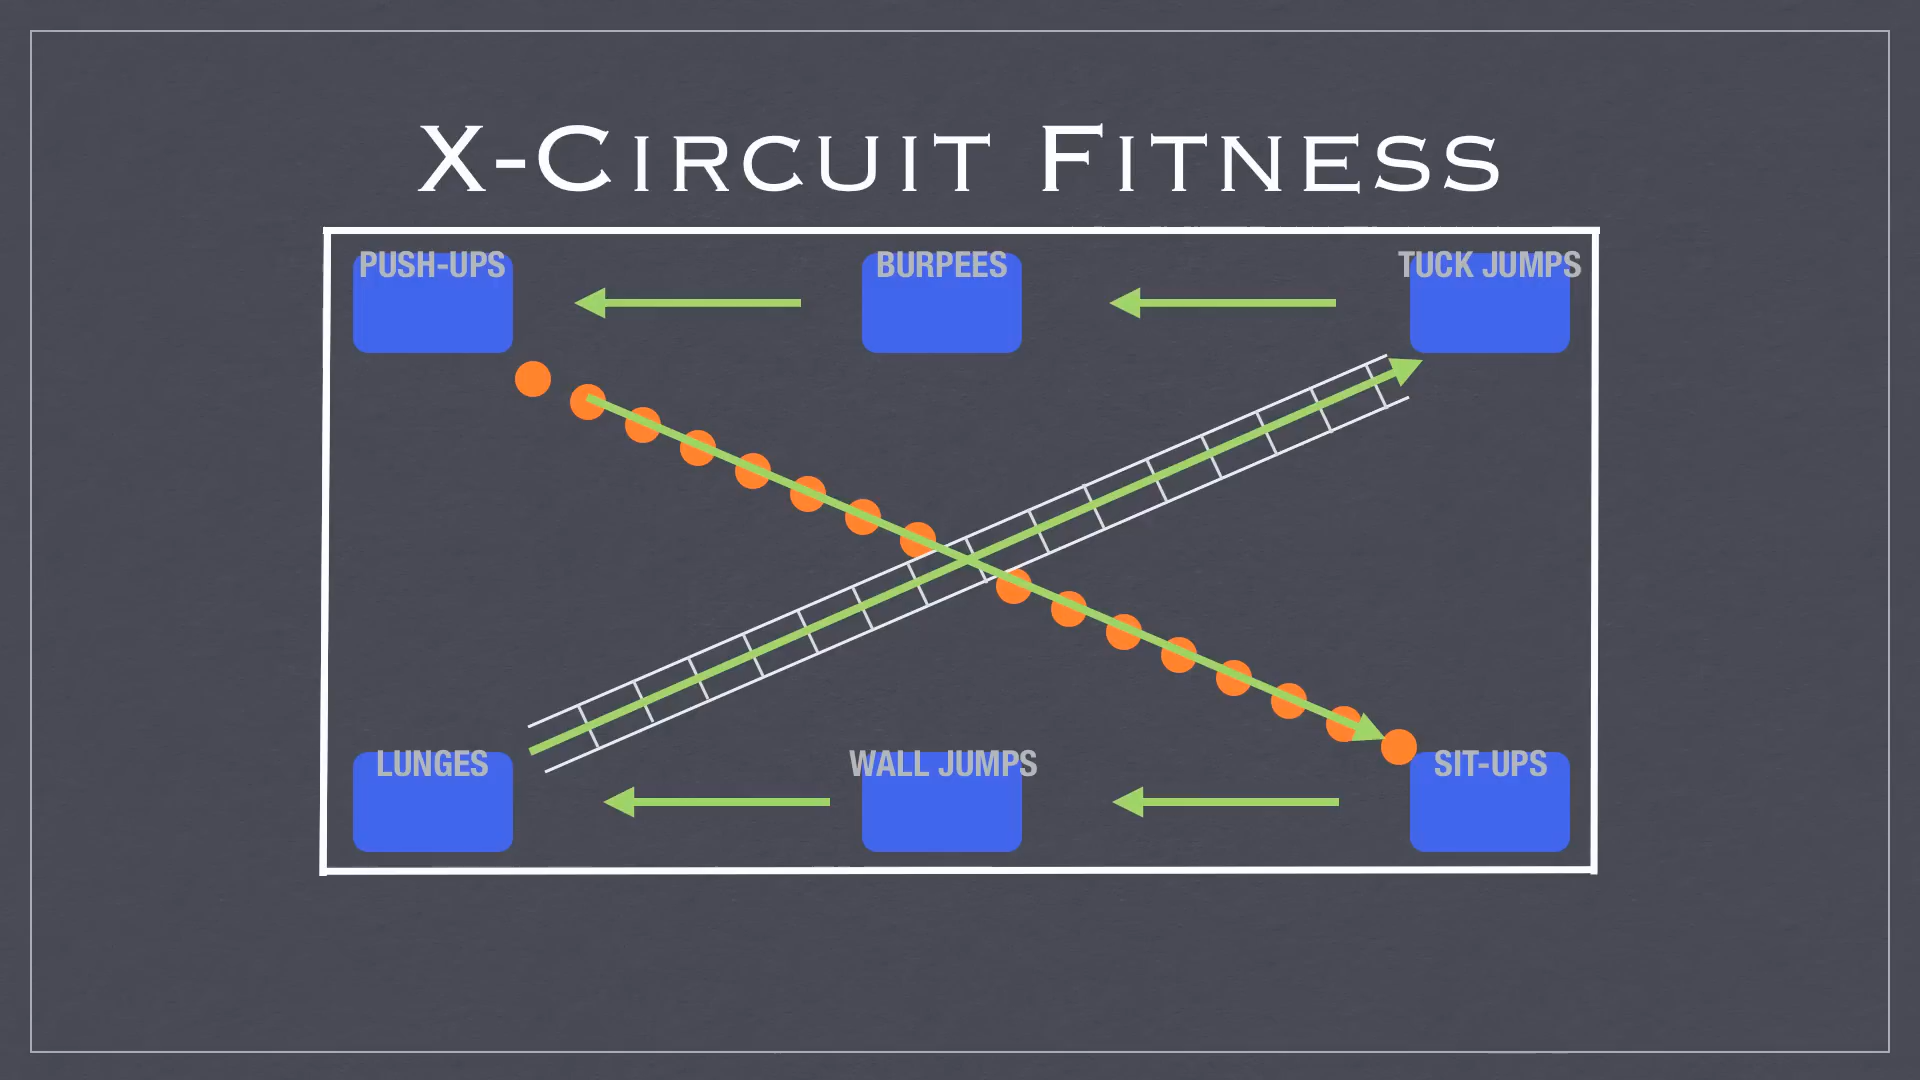 X-Circuit Fitness
PUSH-UPS
BURPEES
TUCK JUMPS
LUNGES
WALL JUMPS
SIT-UPS